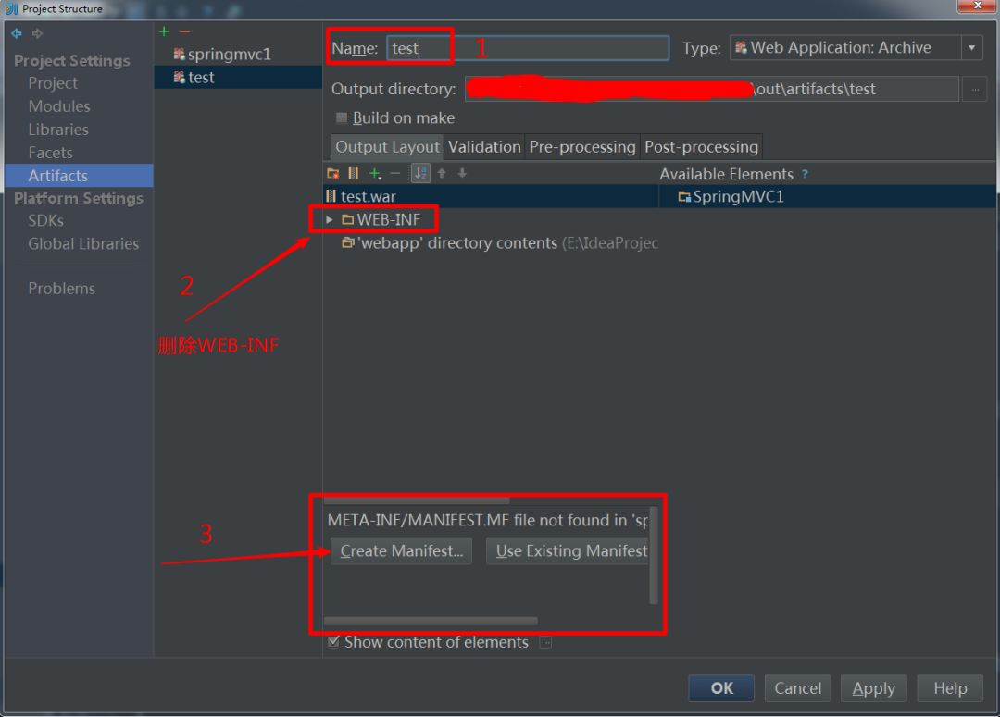 Project Structure
Project Settings
Project
Modules
Libraries
Facets
Artifacts
Platform Settings
SDKs
Global Libraries
Problems
springmvc1
test
Name: test
1
Type: Web Application: Archive
Output directory: \out\artifacts\test
Build on make
Output Layout Validation Pre-processing Post-processing
Available Elements ?
test.war
SpringMVC1
WEB-INF
'webapp' directory contents (E:\IdeaProjec
2
删除WEB-INF
3
META-INF/MANIFEST.MF file not found in 'sp
Create Manifest... Use Existing Manifest
Show content of elements ...
OK Cancel Apply Help